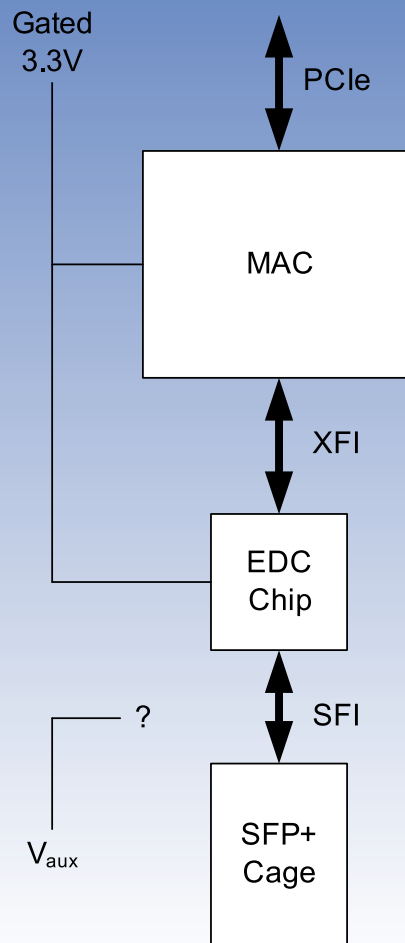 Gated
3.3V
PCIe
MAC
XFI
EDC
Chip
SFI
?
Vaux
SFP+
Cage